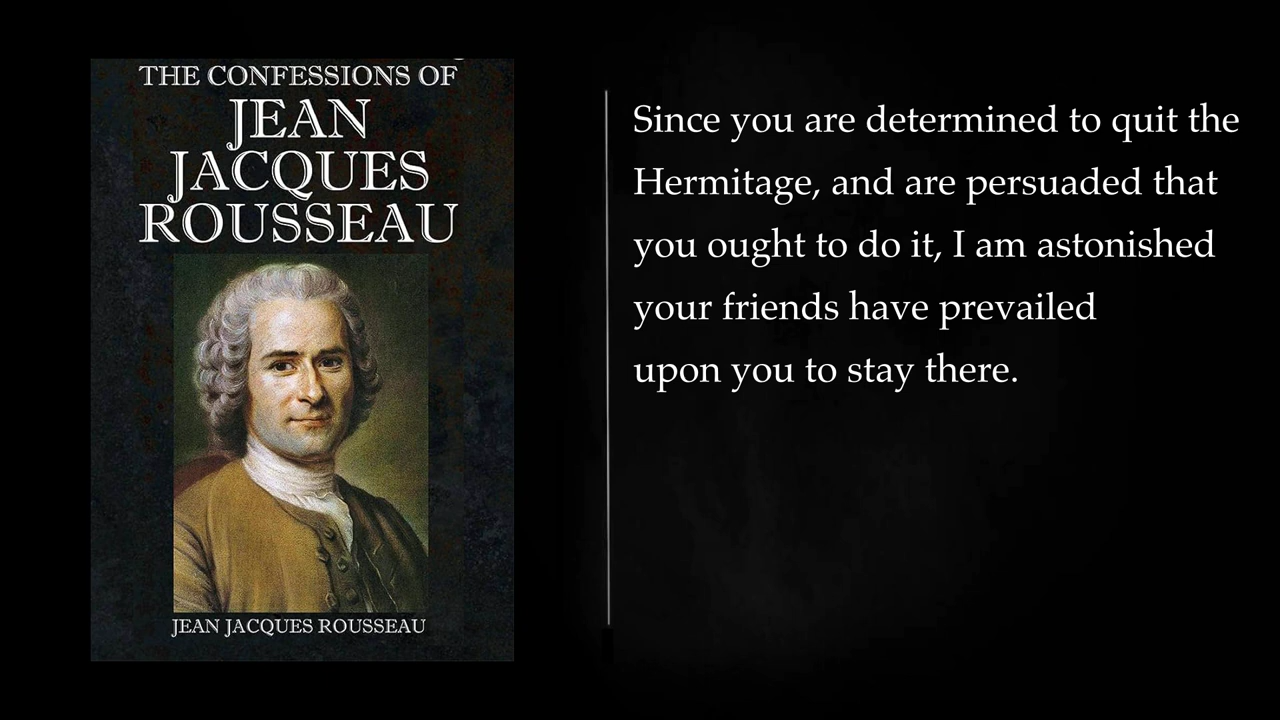 THE CONFESSIONS OF
JEAN
JACQUES
ROUSSEAU
JEAN JACQUES ROUSSEAU
Since you are determined to quit the
Hermitage, and are persuaded that
you ought to do it, I am astonished
your friends have prevailed
upon you to stay there.